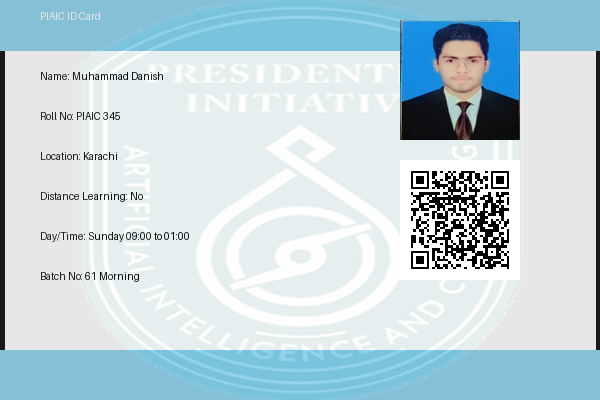 PIAIC ID Card
Name: Muhammad Danish
Roll No: PIAIC 345
Location: Karachi
Distance Learning: No
Day/Time: Sunday 09:00 to 01:00
Batch No: 61 Morning
PRESIDENT
INITIATIV
ARTIFICIAL INTELLIGENCE AND C G